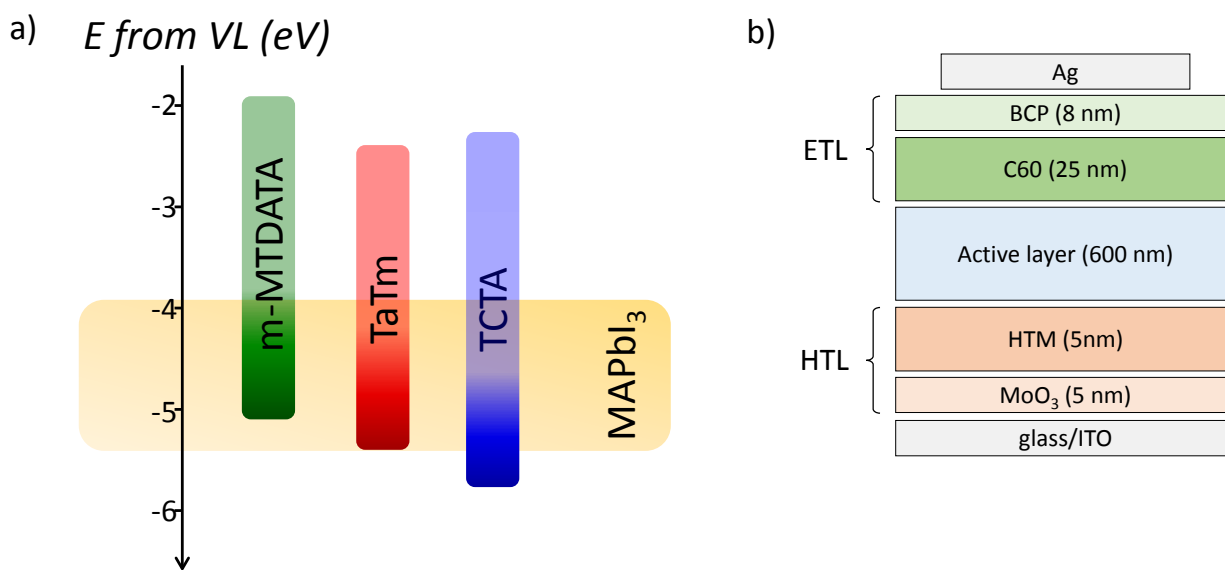 a)
E from VL (eV)
-2
-3
-4
-5
-6
m-MTDATA
TaTm
TCTA
MAPbI₃
b)
Ag
BCP (8 nm)
ETL
C60 (25 nm)
Active layer (600 nm)
HTM (5nm)
HTL
MoO₃ (5 nm)
glass/ITO